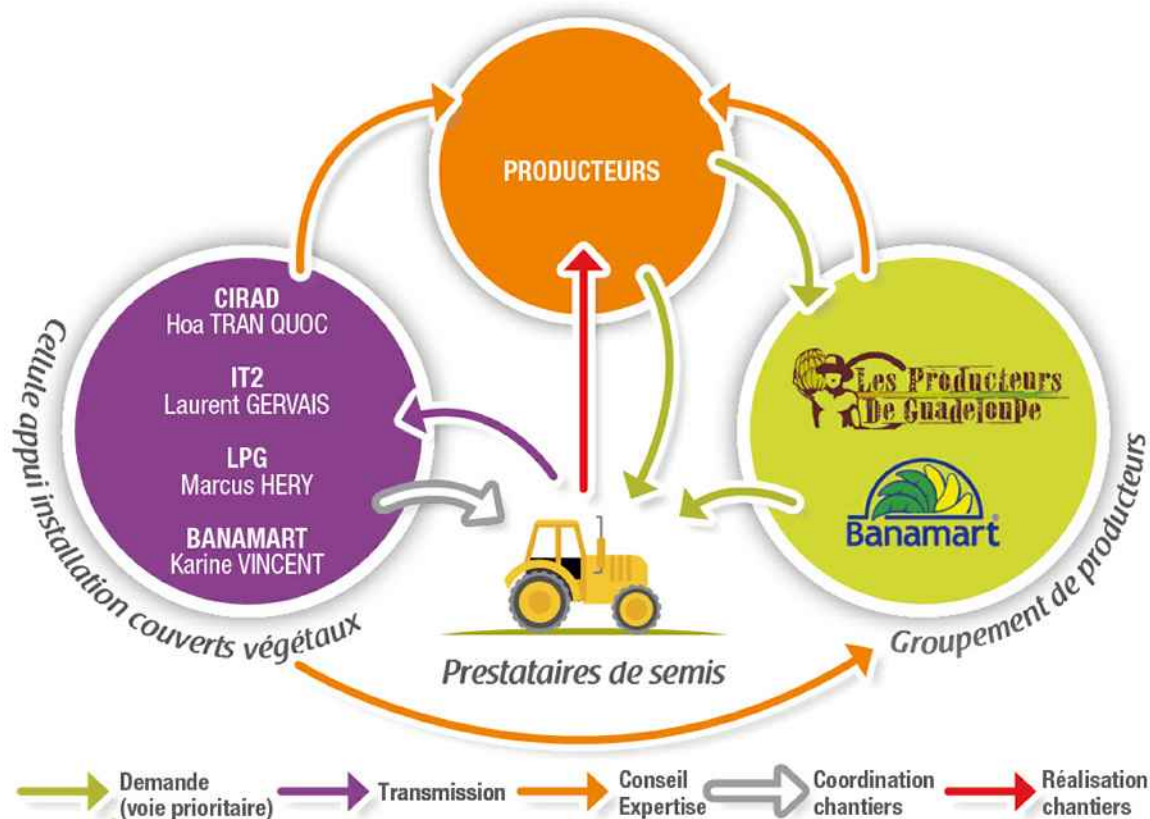 PRODUCTEURS
CIRAD
Hoa TRAN QUOC
IT2
Laurent GERVAIS
LPG
Marcus HERY
BANAMART
Karine VINCENT
Cellule appui installation couverts végétaux
Les Producteurs
De Guadeloupe
Banamart®
Groupement de producteurs
Prestataires de semis
Demande
(voie prioritaire)
Transmission
Conseil
Expertise
Coordination
chantiers
Réalisation
chantiers